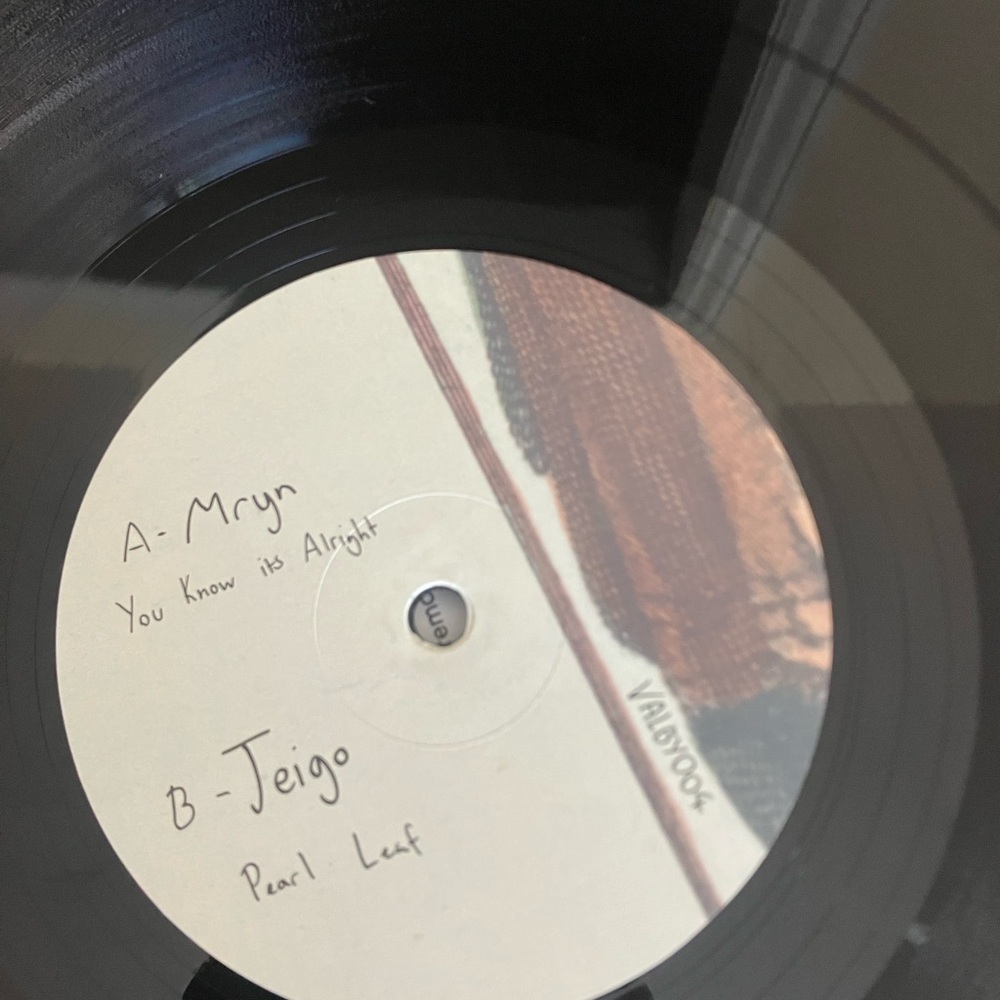 A - Mryn
You Know its Alright
B - Jeigo
Pearl Leaf
VALBY004